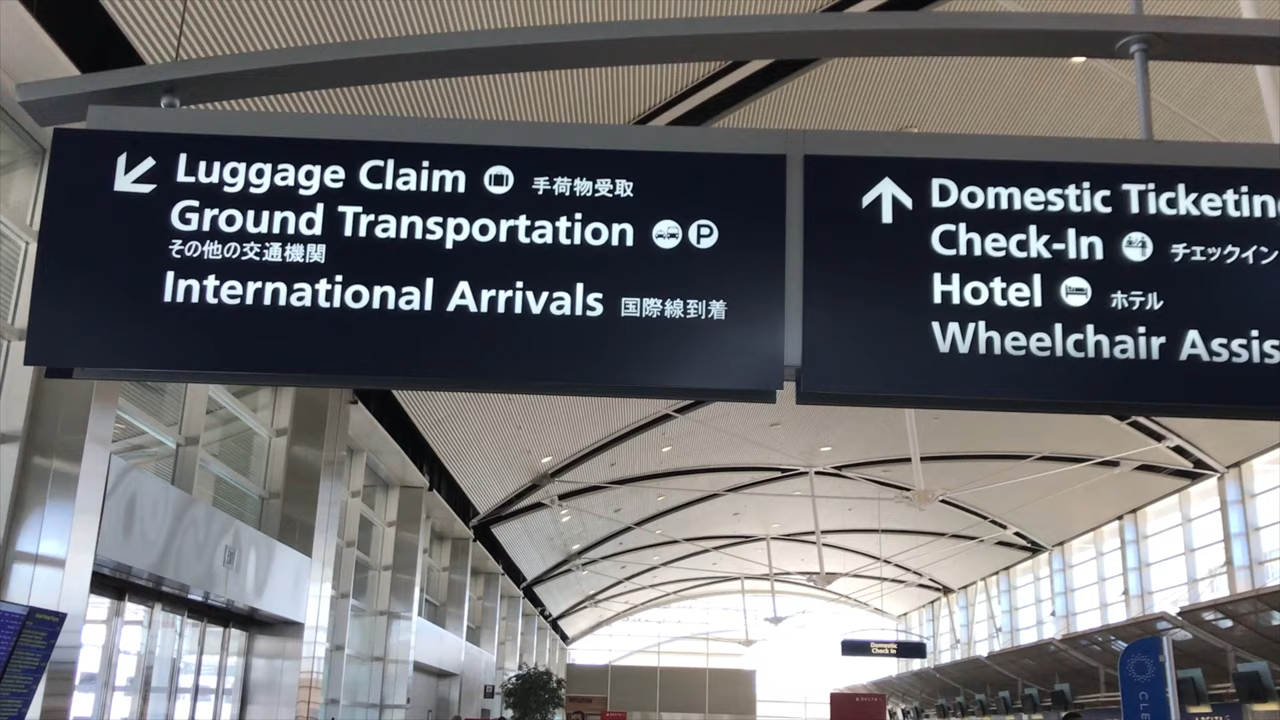 Luggage Claim 手荷物受取
Ground Transportation P
その他の交通機関
International Arrivals 国際線到着
Domestic Ticketin
Check-In チェックイン
Hotel ホテル
Wheelchair Assis
Domestic
Check In
DELTA
CLE